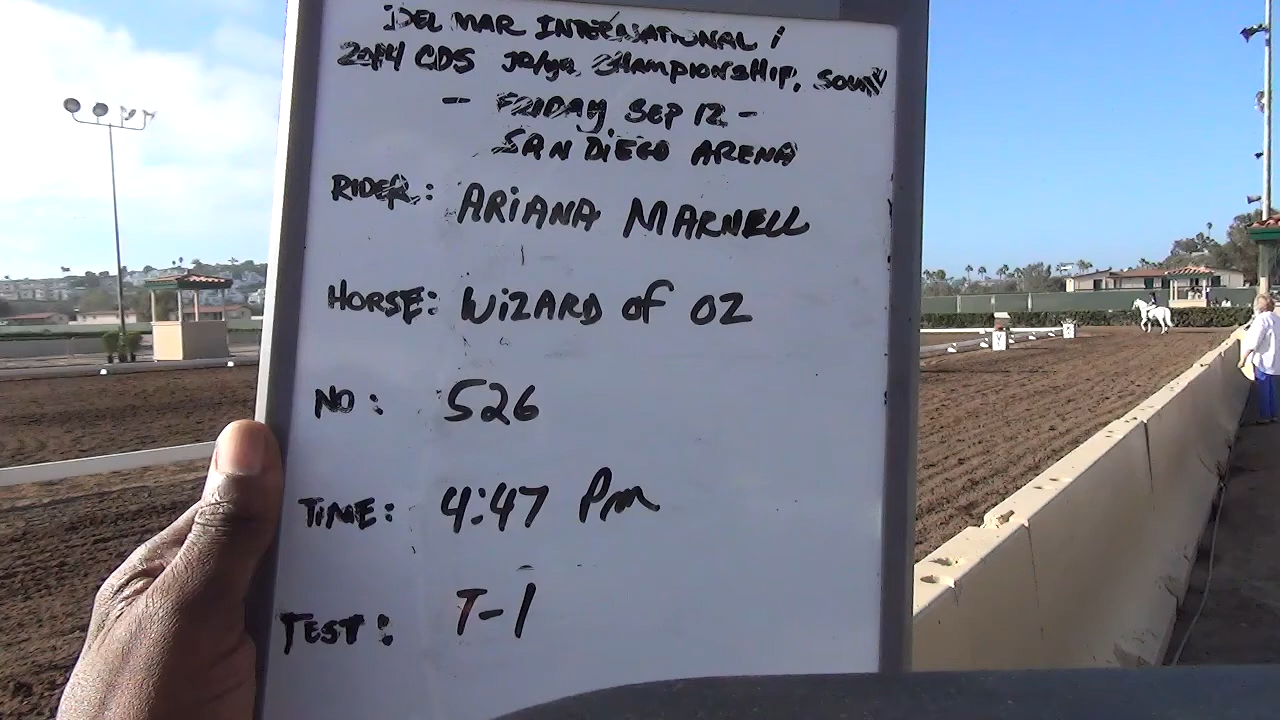 DEL MAR INTERNATIONAL /
2014 CDS JR/YR CHAMPIONSHIP, SOUTH
- FRIDAY, SEP 12 -
SAN DIEGO ARENA
RIDER: ARIANA MARNELL
HORSE: WIZARD OF OZ
NO: 526
TIME: 4:47 PM
TEST: T-1